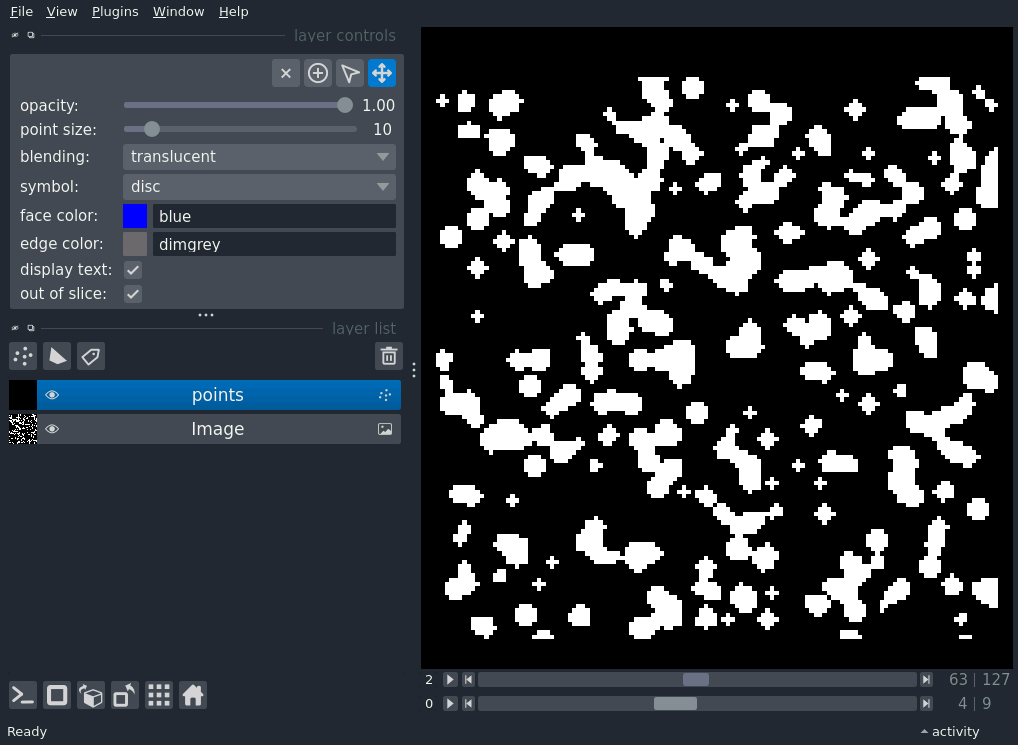 File View Plugins Window Help
layer controls
opacity: 1.00
point size: 10
blending: translucent
symbol: disc
face color: blue
edge color: dimgrey
display text:
out of slice:
layer list
points
Image
2 63 | 127
0 4 | 9
Ready activity